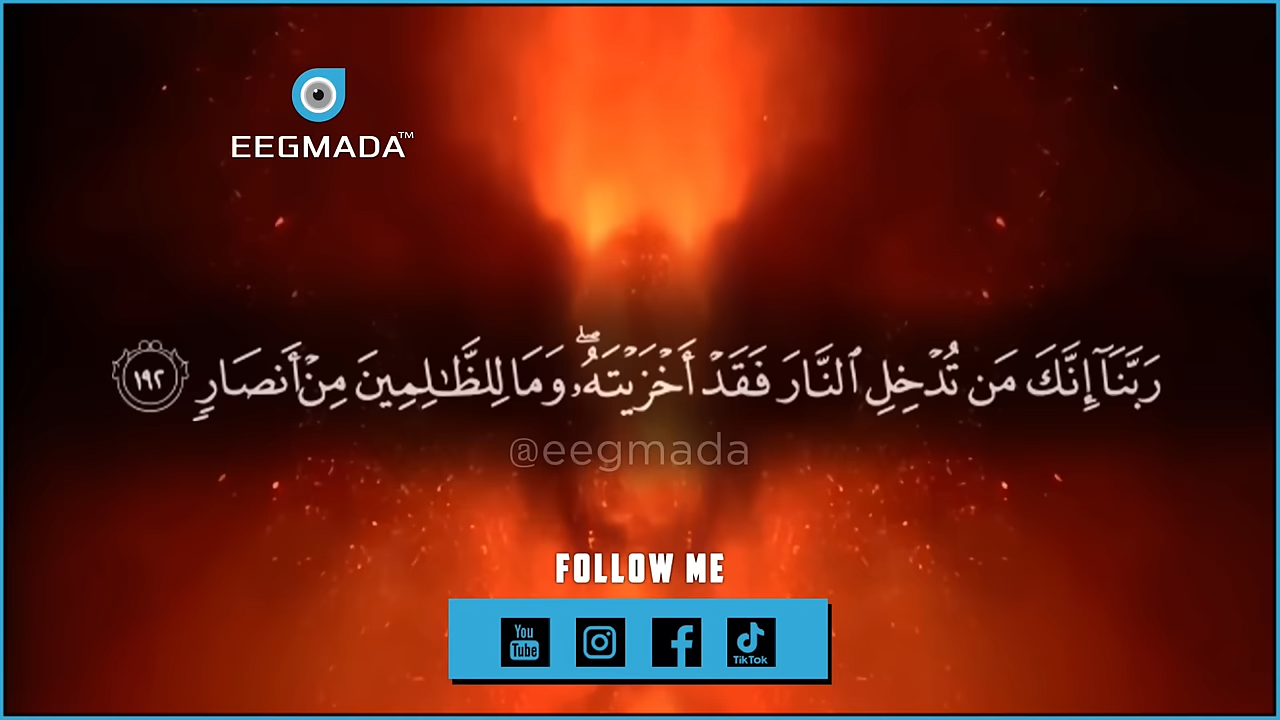 EEGMADA™
رَبَّنَآ إِنَّكَ مَن تُدْخِلِ ٱلنَّارَ فَقَدْ أَخْزَيْتَهُۥۖ وَمَا لِلظَّٰلِمِينَ مِنْ أَنصَارٍ ١٩٢
@eegmada
FOLLOW ME
You Tube
TikTok